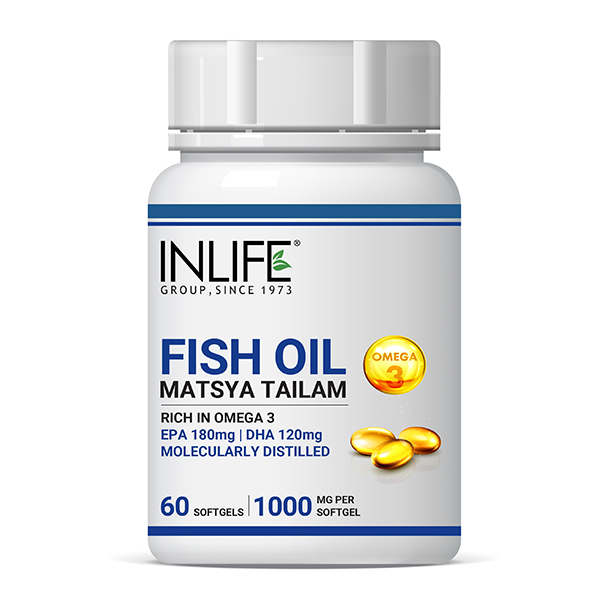 INLIFE®
GROUP, SINCE 1973
FISH OIL
MATSYA TAILAM
OMEGA
3
RICH IN OMEGA 3
EPA 180mg | DHA 120mg
MOLECULARLY DISTILLED
60 SOFTGELS | 1000 MG PER SOFTGEL